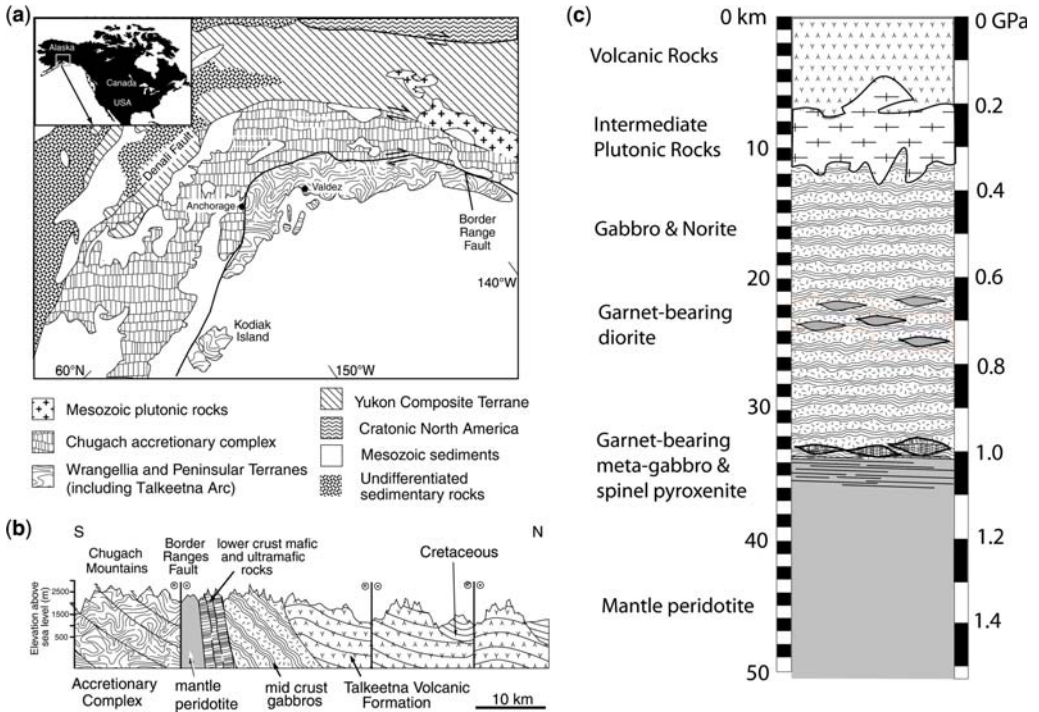 (a)
Alaska
Canada
USA
Denali Fault
Anchorage
Valdez
Border
Range
Fault
140°W
Kodiak
Island
60°N
150°W
Mesozoic plutonic rocks
Chugach accretionary complex
Wrangellia and Peninsular Terranes
(including Talkeetna Arc)
Yukon Composite Terrane
Cratonic North America
Mesozoic sediments
Undifferentiated
sedimentary rocks
(b)
S
N
Chugach
Mountains
Border
Ranges
Fault
lower crust mafic
and ultramafic
rocks
Cretaceous
Elevation above
sea level (m)
2500
1500
500
Accretionary
Complex
mantle
peridotite
mid crust
gabbros
Talkeetna Volcanic
Formation
10 km
(c)
0 km
0 GPa
Volcanic Rocks
0.2
Intermediate
Plutonic Rocks
10
0.4
Gabbro & Norite
20
0.6
Garnet-bearing
diorite
0.8
30
Garnet-bearing
meta-gabbro &
spinel pyroxenite
1.0
40
1.2
Mantle peridotite
1.4
50